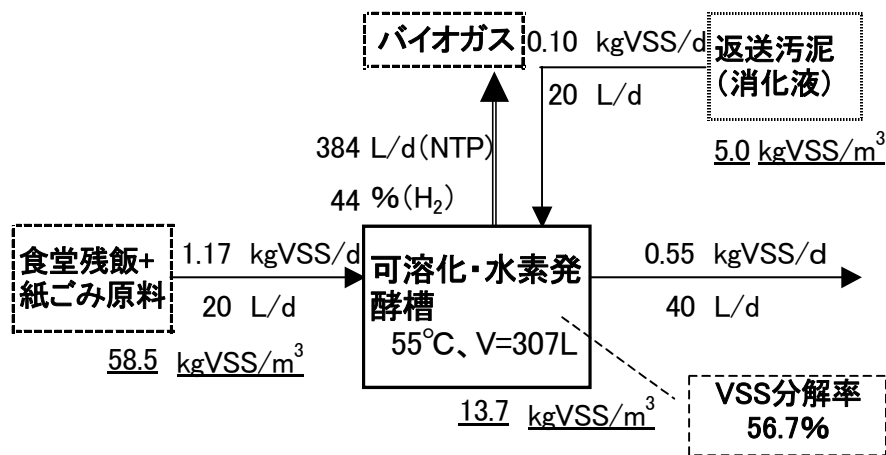 バイオガス
0.10 kgVSS/d
20 L/d
返送汚泥
(消化液)
5.0 kgVSS/m³
384 L/d(NTP)
44 %(H₂)
食堂残飯+
紙ごみ原料
1.17 kgVSS/d
20 L/d
58.5 kgVSS/m³
可溶化・水素発
酵槽
55℃、V=307L
13.7 kgVSS/m³
0.55 kgVSS/d
40 L/d
VSS分解率
56.7%